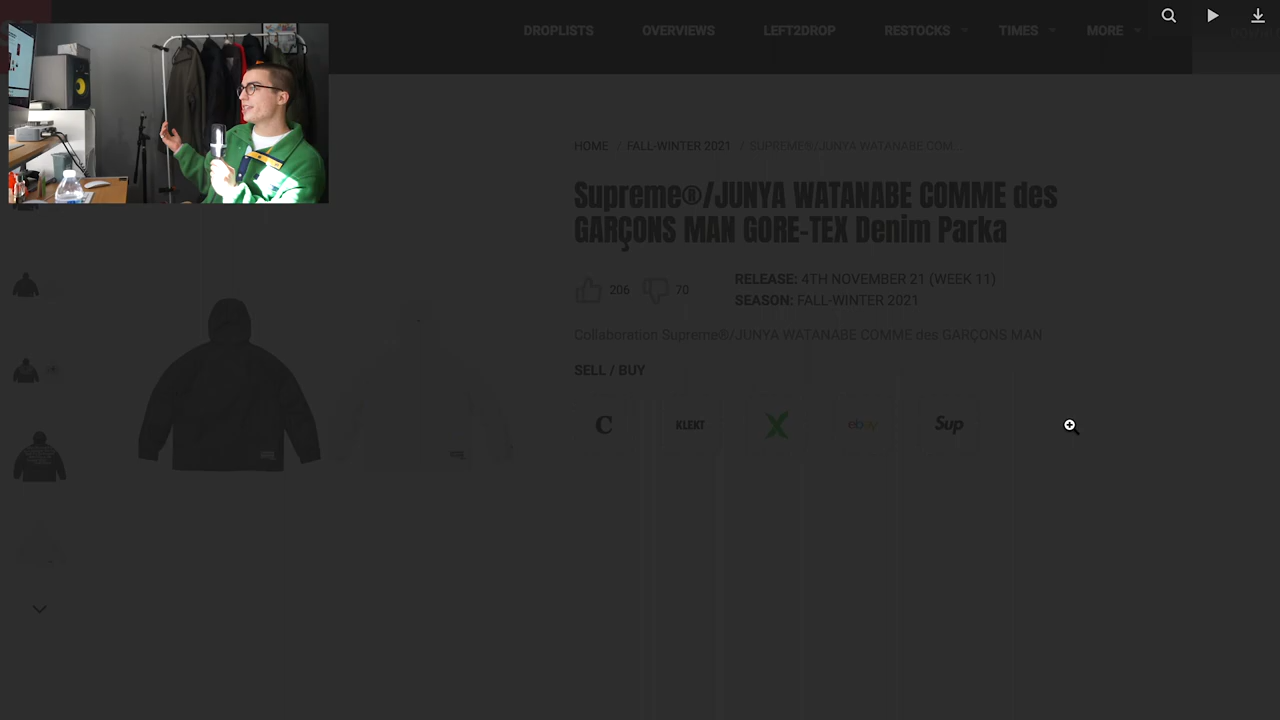 DROPLISTS
OVERVIEWS
LEFT2DROP
RESTOCKS
TIMES
MORE
HOME / FALL-WINTER 2021 / SUPREME®/JUNYA WATANABE COM...
Supreme®/JUNYA WATANABE COMME des
GARÇONS MAN GORE-TEX Denim Parka
206
70
RELEASE: 4TH NOVEMBER 21 (WEEK 11)
SEASON: FALL-WINTER 2021
Collaboration Supreme®/JUNYA WATANABE COMME des GARÇONS MAN
SELL / BUY
C
KLEKT
X
ebay
Sup